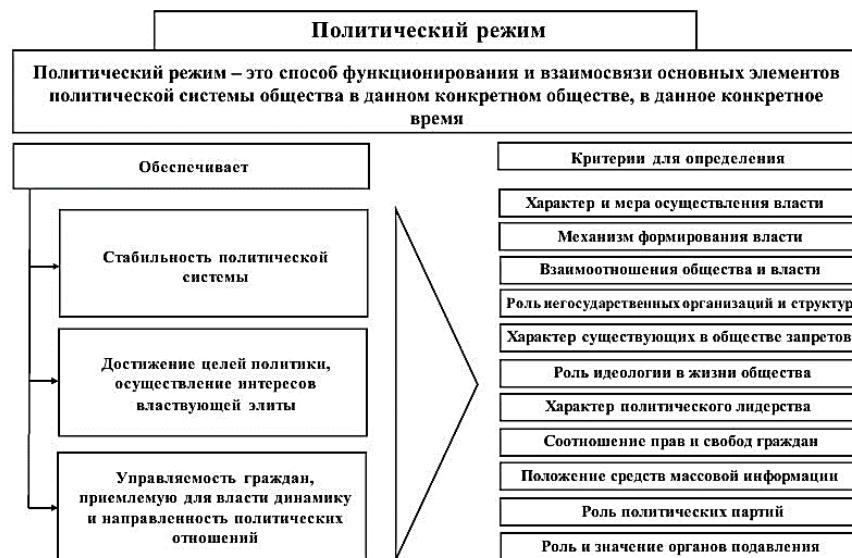 Политический режим
Политический режим – это способ функционирования и взаимосвязи основных элементов
политической системы общества в данном конкретном обществе, в данное конкретное
время
Обеспечивает
Стабильность политической
системы
Достижение целей политики,
осуществление интересов
властвующей элиты
Управляемость граждан,
приемлемую для власти динамику
и направленность политических
отношений
Критерии для определения
Характер и мера осуществления власти
Механизм формирования власти
Взаимоотношения общества и власти
Роль негосударственных организаций и структур
Характер существующих в обществе запретов
Роль идеологии в жизни общества
Характер политического лидерства
Соотношение прав и свобод граждан
Положение средств массовой информации
Роль политических партий
Роль и значение органов подавления